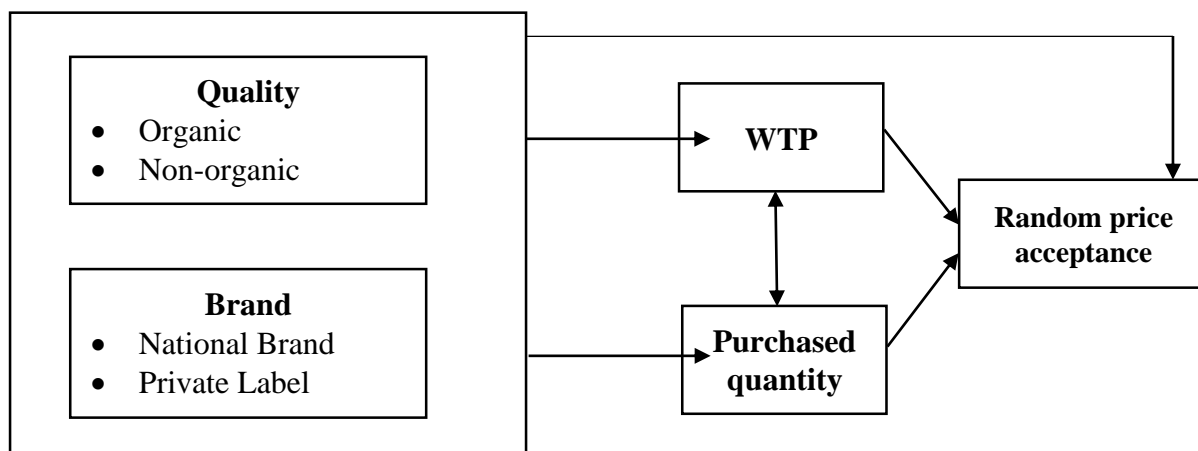 Quality
• Organic
• Non-organic
Brand
• National Brand
• Private Label
WTP
Purchased
quantity
Random price
acceptance